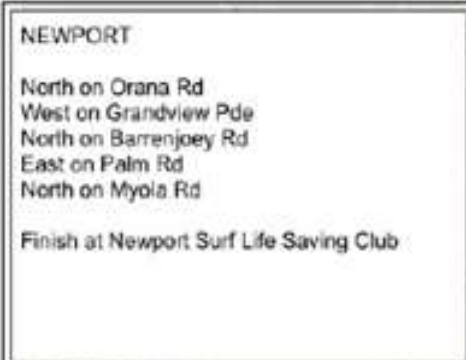 NEWPORT
North on Orana Rd
West on Grandview Pde
North on Barrenjoey Rd
East on Palm Rd
North on Myola Rd
Finish at Newport Surf Life Saving Club